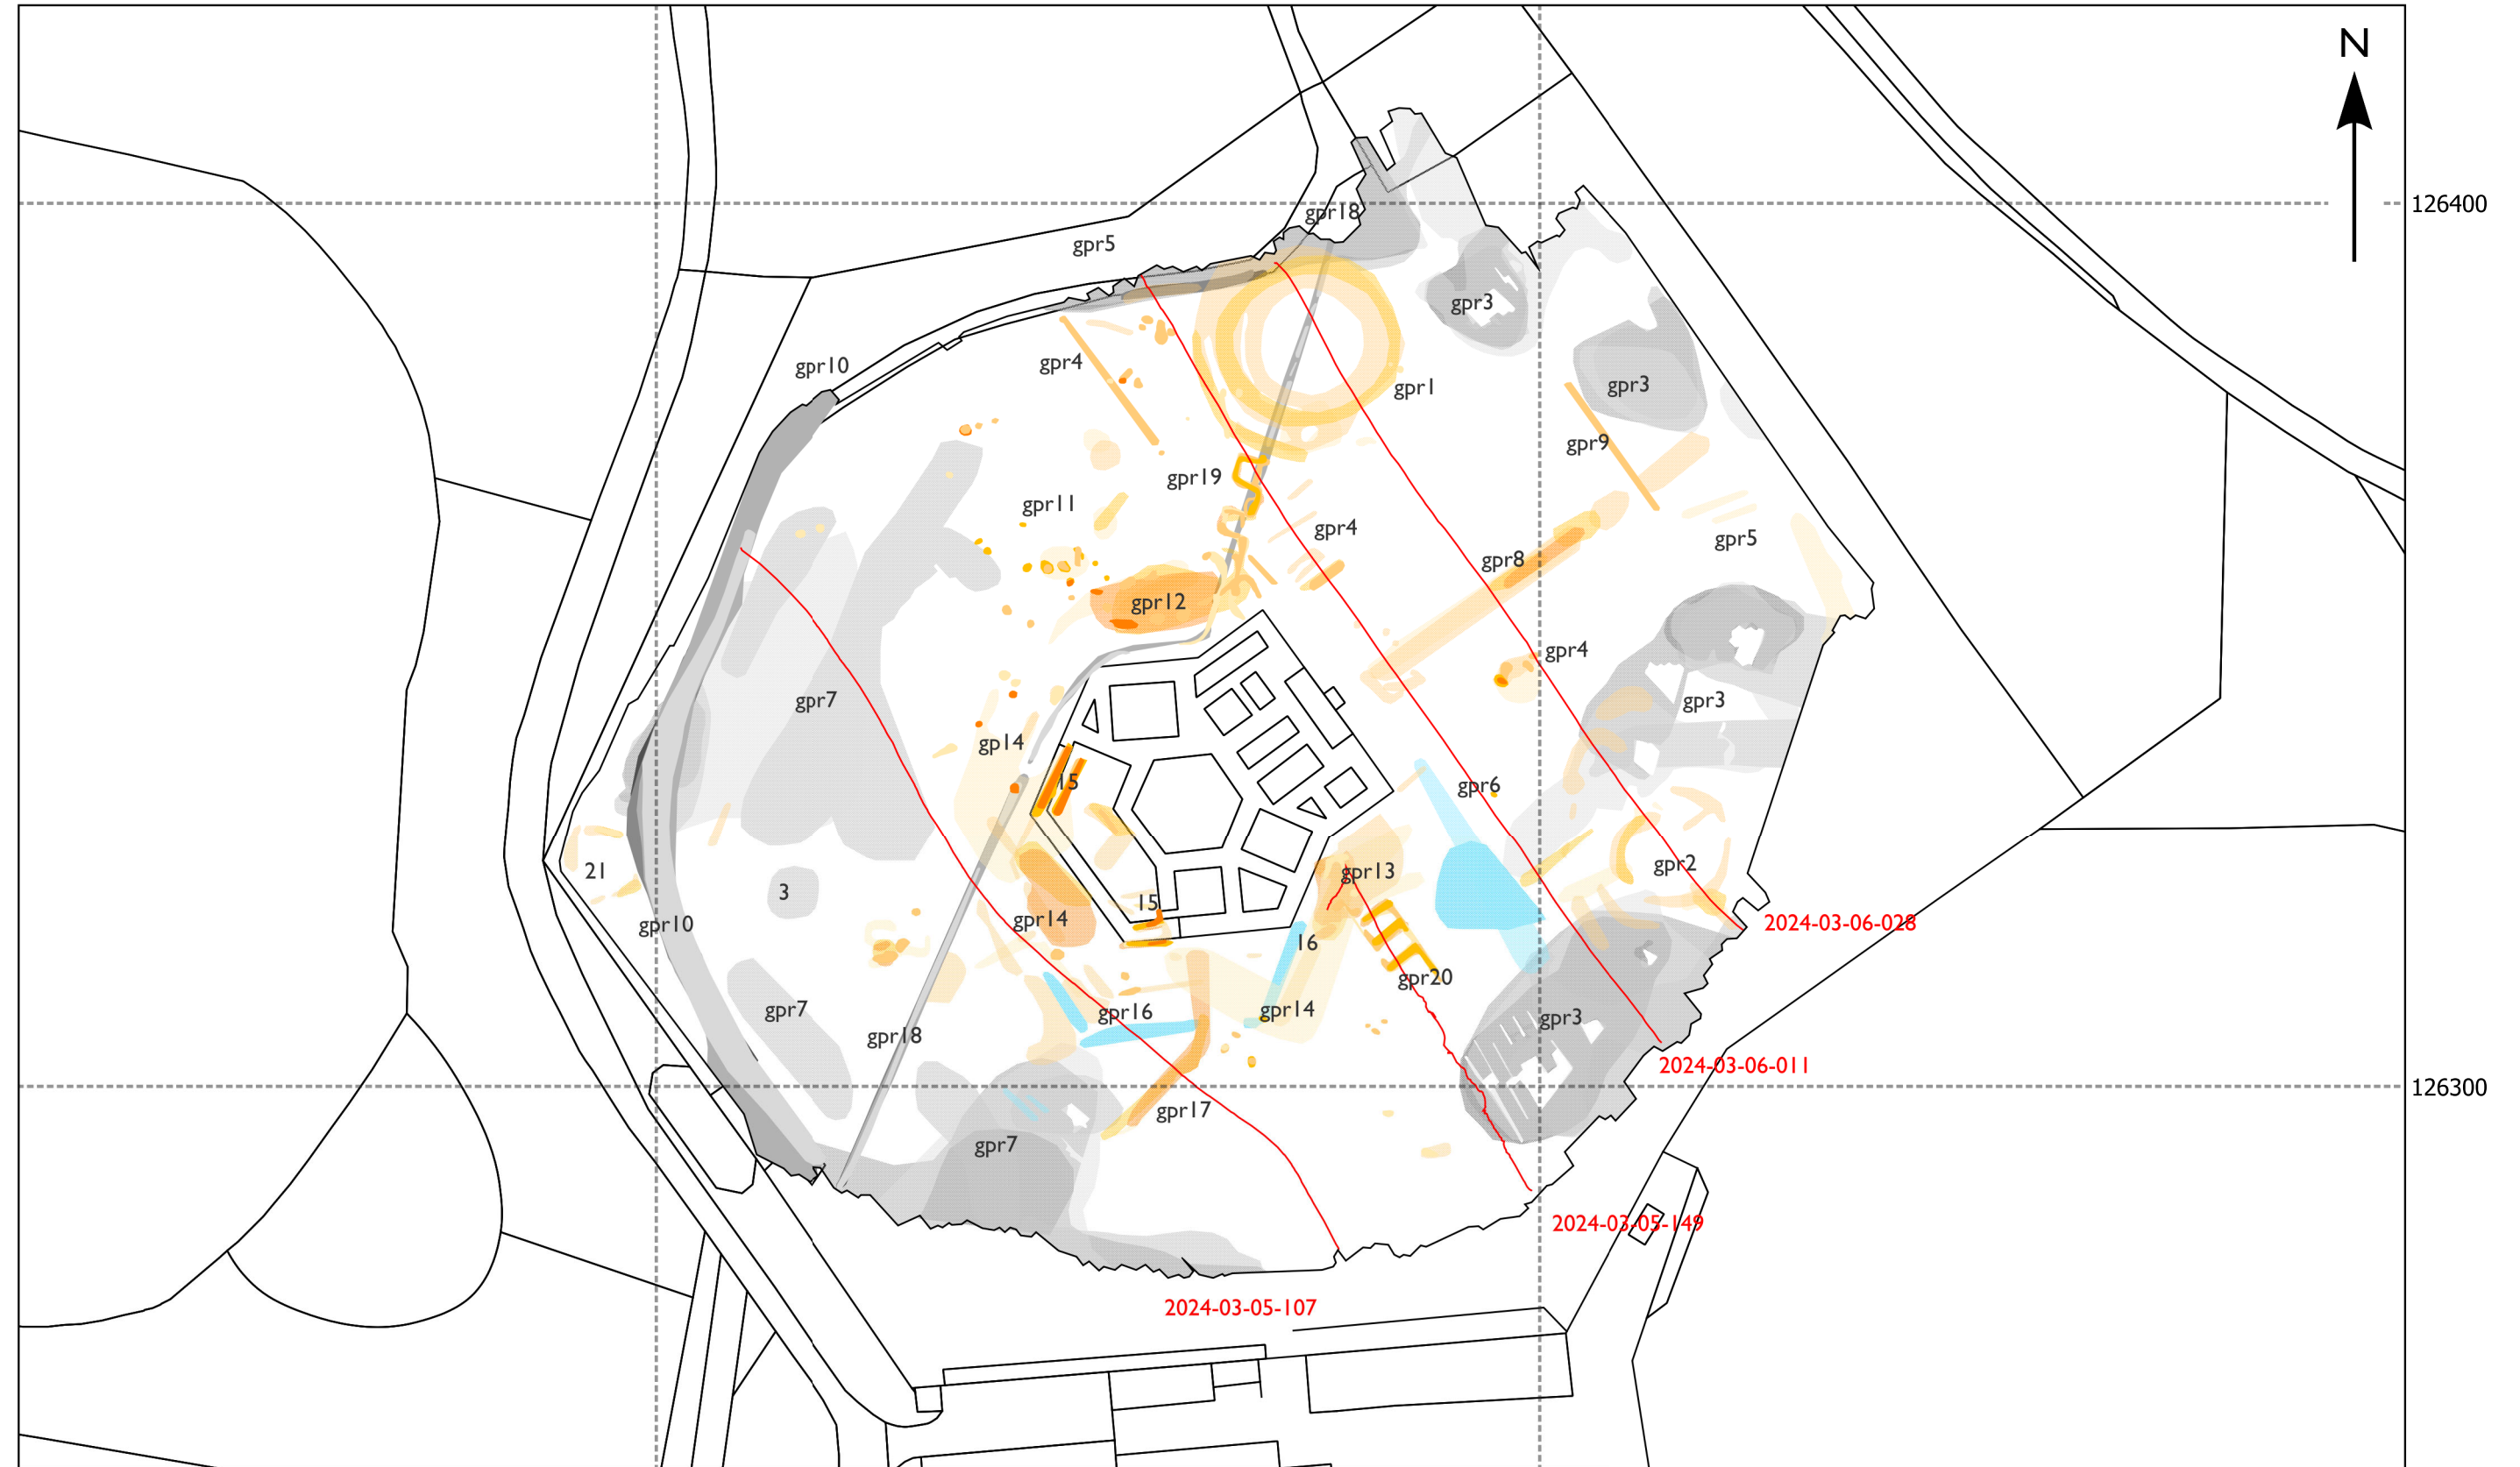 N
126400
gpr18
gpr5
gpr3
gpr10
gpr4
gpr1
gpr3
gpr9
gpr19
gpr11
gpr4
gpr5
gpr8
gpr12
gpr4
gpr7
gpr3
gp14
15
gpr6
21
3
gpr13
gpr2
15
gpr10
gpr14
16
2024-03-06-028
gpr20
gpr7
gpr16
gpr14
gpr3
gpr18
2024-03-06-011
126300
gpr17
gpr7
2024-03-05-149
2024-03-05-107